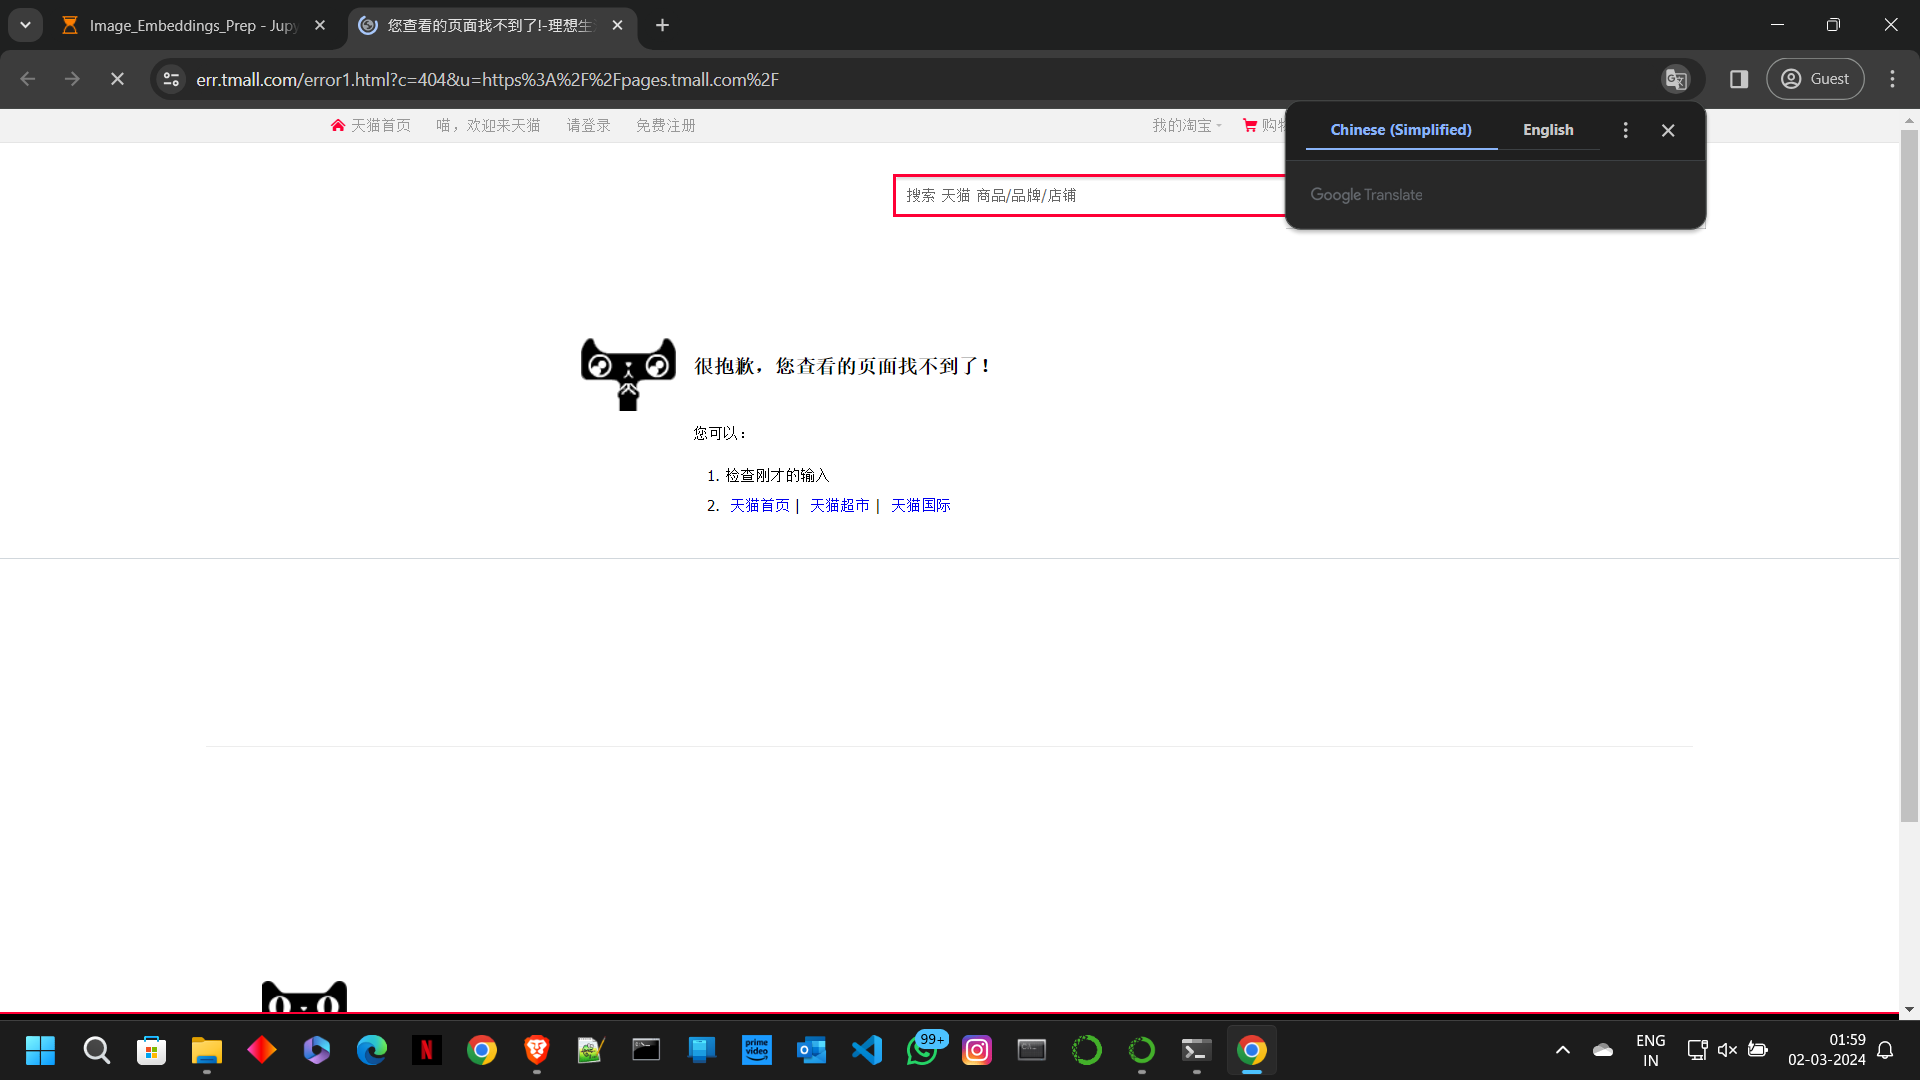 Image_Embeddings_Prep - Jupy
您查看的页面找不到了!-理想生
err.tmall.com/error1.html?c=404&u=https%3A%2F%2Fpages.tmall.com%2F
Guest
天猫首页 喵，欢迎来天猫 请登录 免费注册 我的淘宝
Chinese (Simplified) English
Google Translate
搜索 天猫 商品/品牌/店铺
很抱歉，您查看的页面找不到了！
您可以：
1. 检查刚才的输入
2. 天猫首页 | 天猫超市 | 天猫国际
prime video
99+
ENG
IN
01:59
02-03-2024